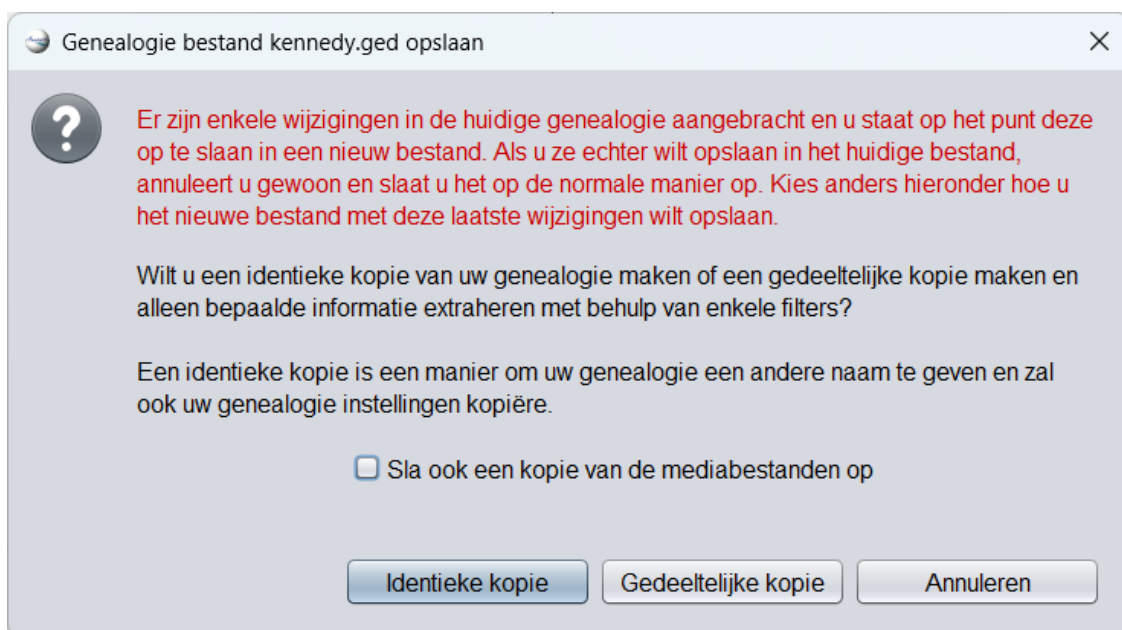 Genealogie bestand kennedy.ged opslaan
Er zijn enkele wijzigingen in de huidige genealogie aangebracht en u staat op het punt deze
op te slaan in een nieuw bestand. Als u ze echter wilt opslaan in het huidige bestand,
annuleert u gewoon en slaat u het op de normale manier op. Kies anders hieronder hoe u
het nieuwe bestand met deze laatste wijzigingen wilt opslaan.
Wilt u een identieke kopie van uw genealogie maken of een gedeeltelijke kopie maken en
alleen bepaalde informatie extraheren met behulp van enkele filters?
Een identieke kopie is een manier om uw genealogie een andere naam te geven en zal
ook uw genealogie instellingen kopiëre.
Sla ook een kopie van de mediabestanden op
Identieke kopie Gedeeltelijke kopie Annuleren